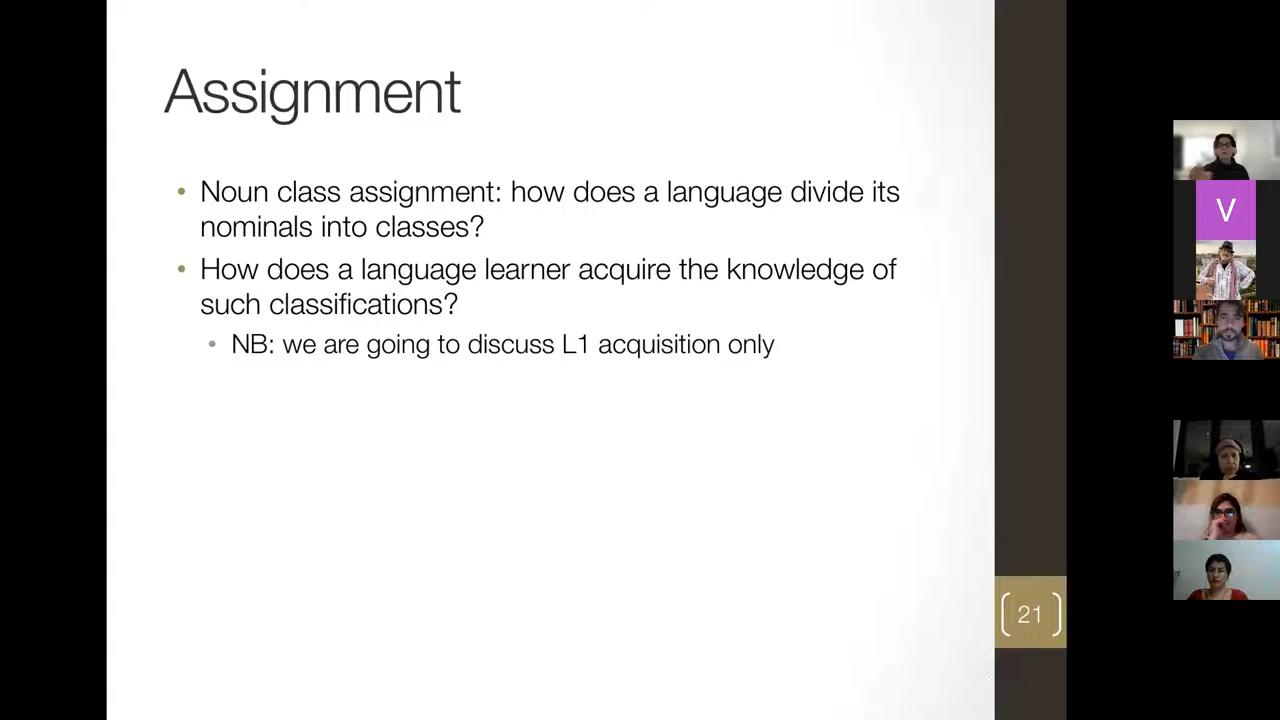 Assignment
• Noun class assignment: how does a language divide its
nominals into classes?
• How does a language learner acquire the knowledge of
such classifications?
• NB: we are going to discuss L1 acquisition only
21
V